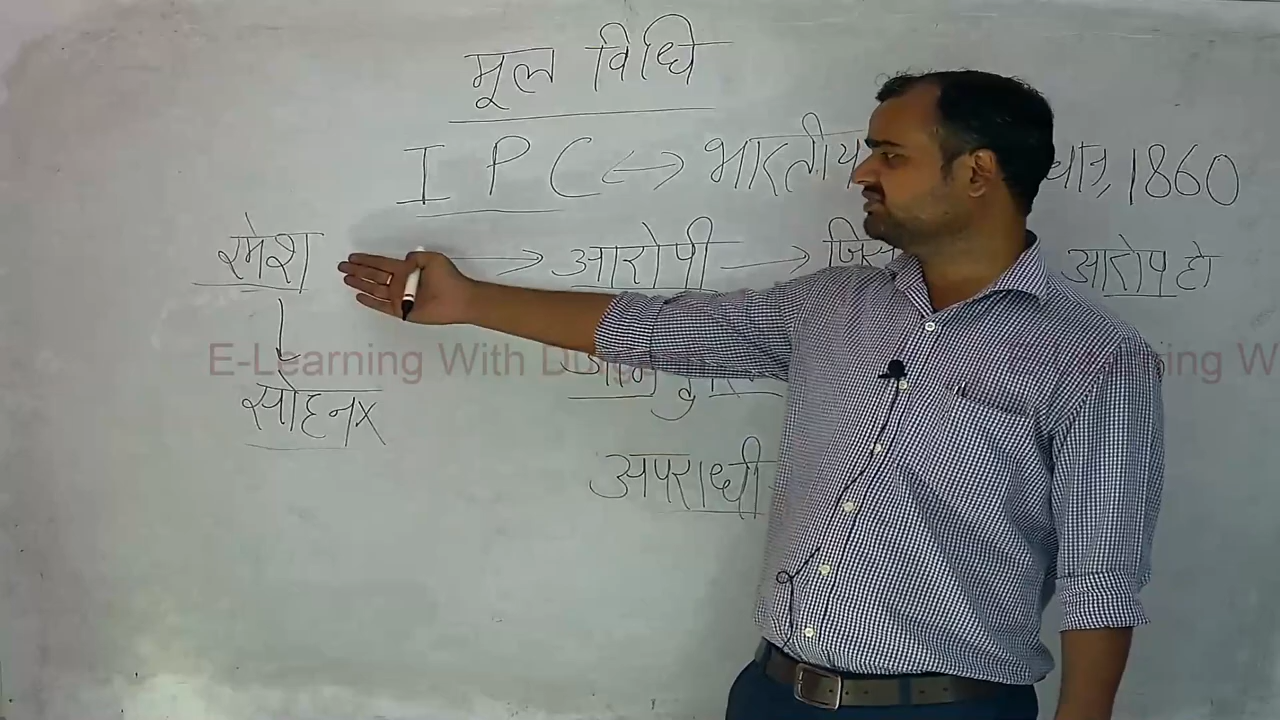 मूल विधि
I P C ↔ भारतीय 1860
रमेश → आरोपी → जिस आरोप हो
↓
E-Learning With D
सोहन x
अपराधी